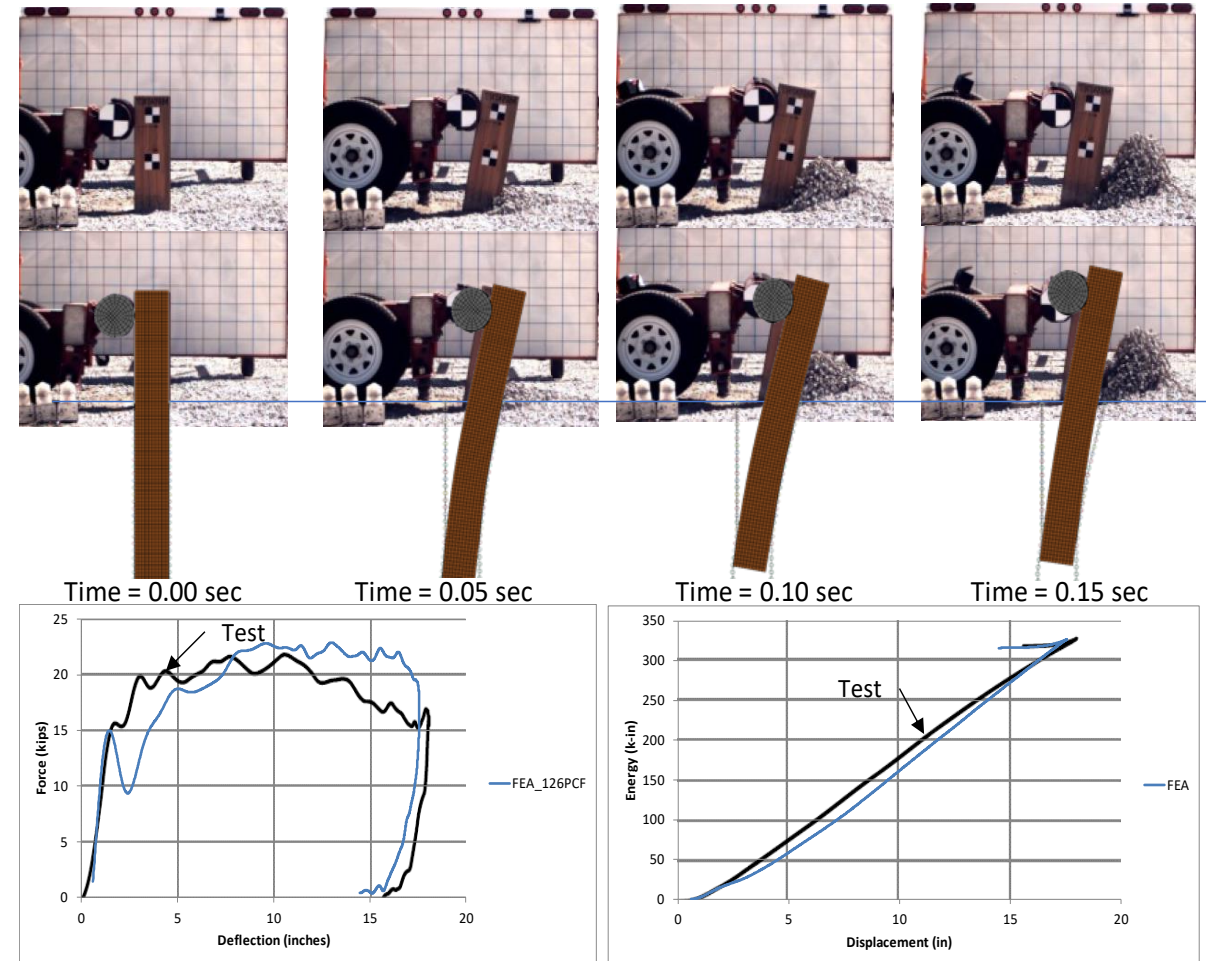 Time = 0.00 sec
Time = 0.05 sec
Time = 0.10 sec
Time = 0.15 sec
25
20
15
10
5
0
0
5
10
15
20
Force (kips)
Deflection (inches)
Test
FEA_126PCF
350
300
250
200
150
100
50
0
0
5
10
15
20
Energy (k-in)
Displacement (in)
Test
FEA